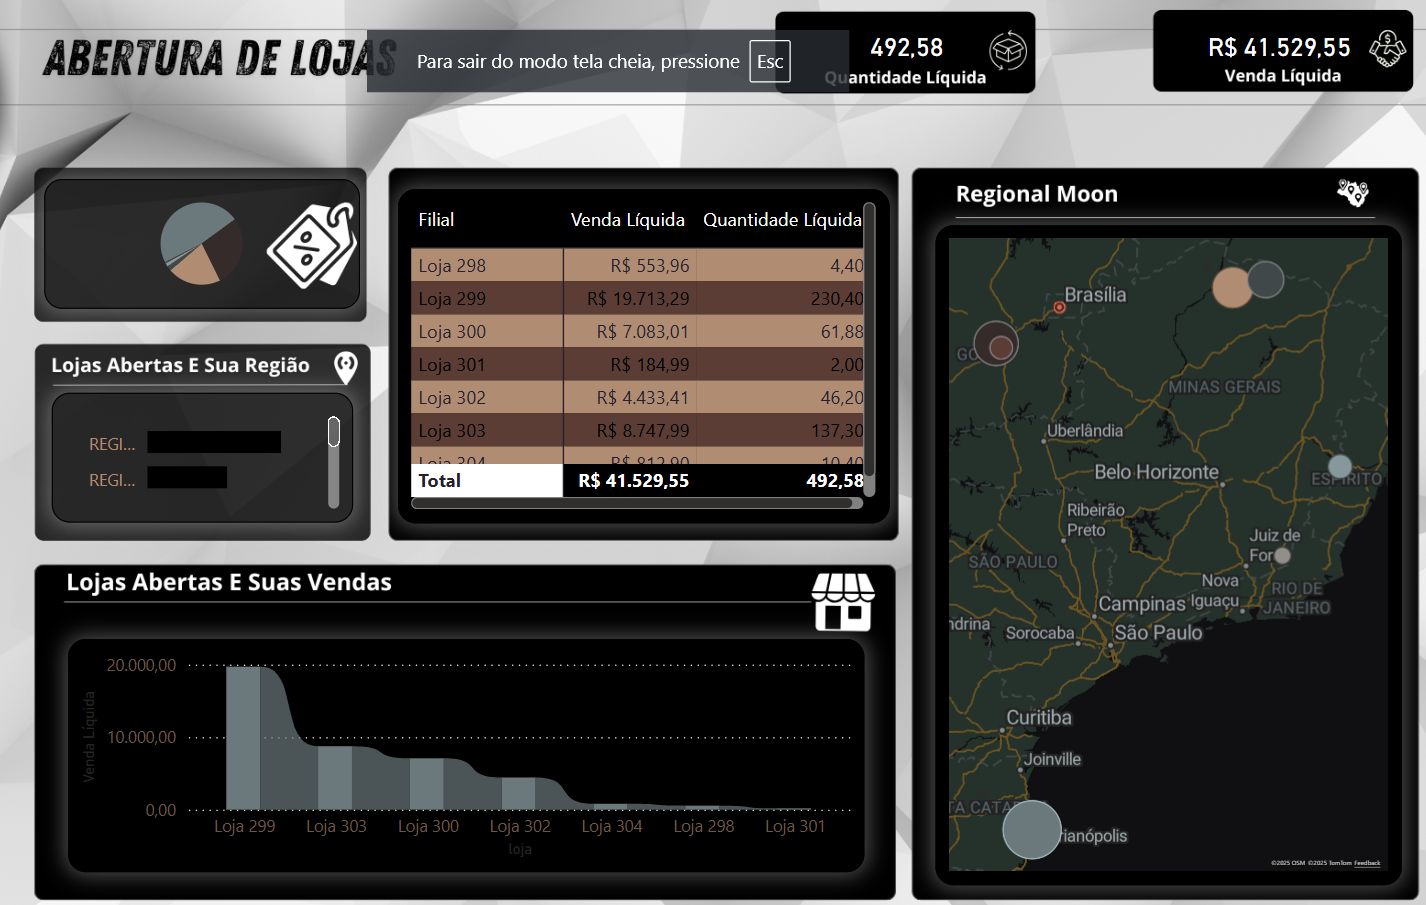 ABERTURA DE LOJAS
Para sair do modo tela cheia, pressione Esc
492,58
Quantidade Líquida
R$ 41.529,55
Venda Líquida
Filial Venda Líquida Quantidade Líquida
Loja 298 R$ 553,96 4,40
Loja 299 R$ 19.713,29 230,40
Loja 300 R$ 7.083,01 61,88
Loja 301 R$ 184,99 2,00
Loja 302 R$ 4.433,41 46,20
Loja 303 R$ 8.747,99 137,30
Loja 304 R$ 812,90 10,40
Total R$ 41.529,55 492,58
Lojas Abertas E Sua Região
REGI...
REGI...
Lojas Abertas E Suas Vendas
Venda Líquida
20.000,00
10.000,00
0,00
Loja 299 Loja 303 Loja 300 Loja 302 Loja 304 Loja 298 Loja 301
loja
Regional Moon
Brasília
GO
MINAS GERAIS
Uberlândia
Belo Horizonte
ESPÍRITO
Ribeirão
Preto
Juiz de
For
SÃO PAULO
Nova
Iguaçu
RIO DE
JANEIRO
Campinas
ndrina
Sorocaba
São Paulo
Curitiba
Joinville
TA CATA
rianópolis
©2025 OSM ©2025 TomTom Feedback